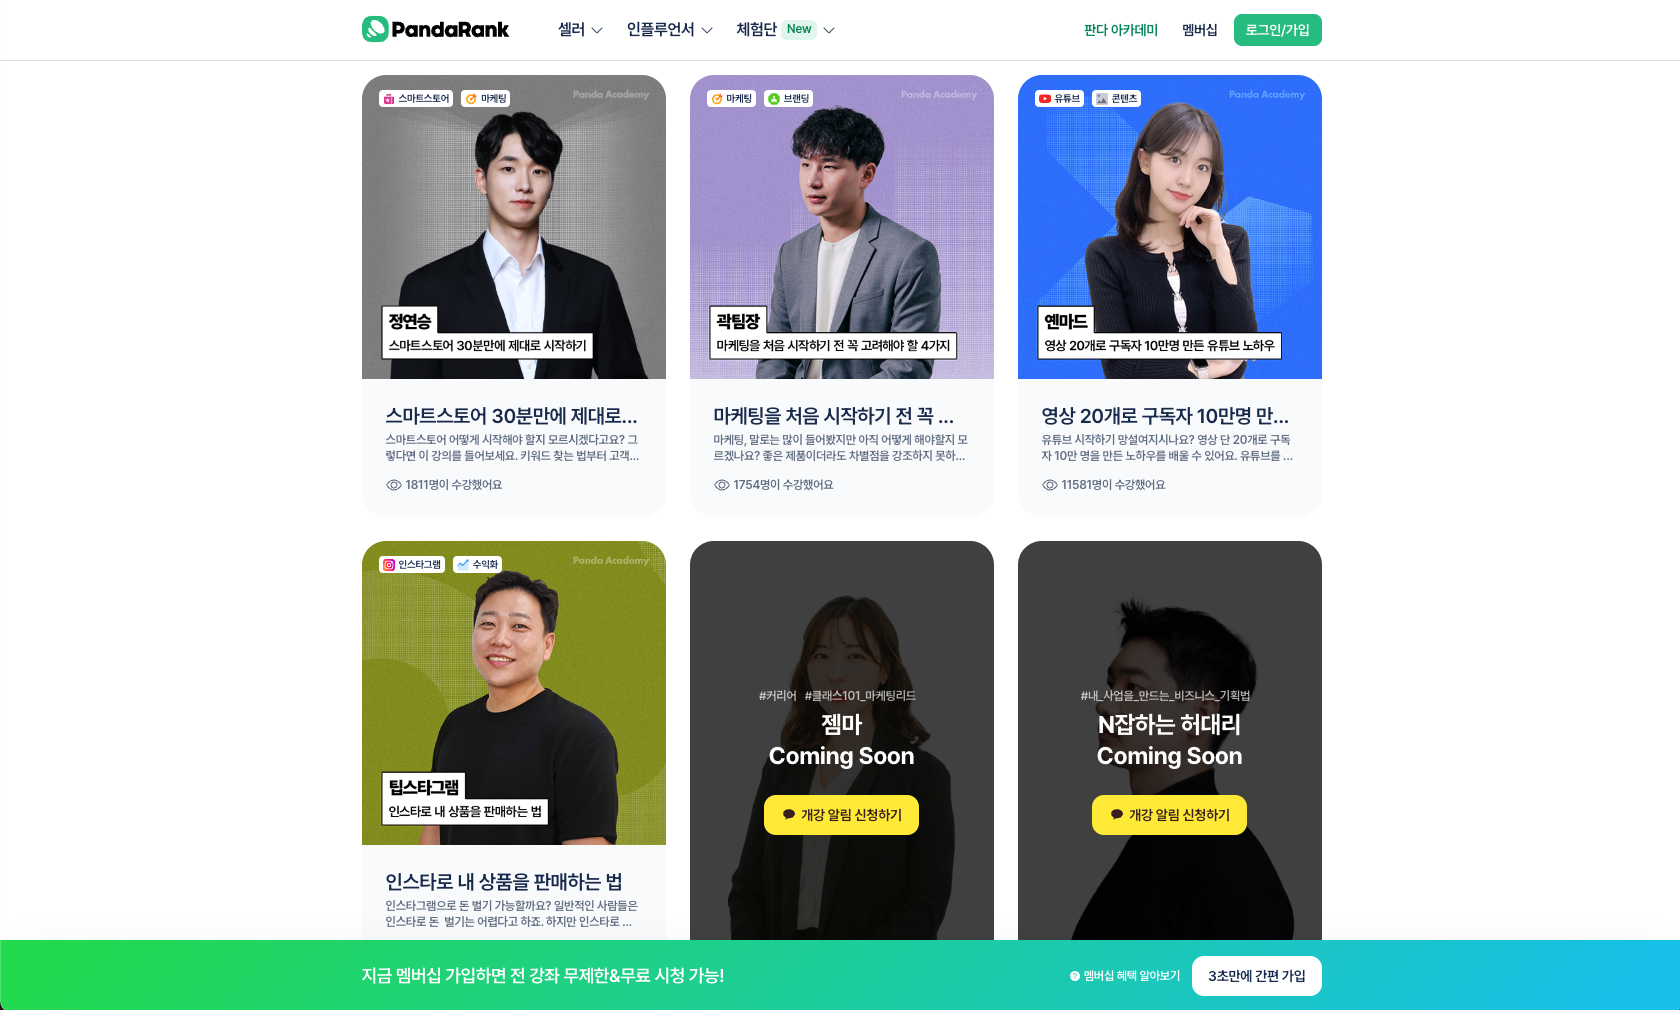 PandaRank
셀러
인플루언서
체험단 New
판다 아카데미
멤버십
로그인/가입
스마트스토어 마케팅 Panda Academy
정연승
스마트스토어 30분만에 제대로 시작하기
스마트스토어 30분만에 제대로...
스마트스토어 어떻게 시작해야 할지 모르시겠다고요? 그
렇다면 이 강의를 들어보세요. 키워드 찾는 법부터 고객...
1811명이 수강했어요
마케팅 브랜딩 Panda Academy
곽팀장
마케팅을 처음 시작하기 전 꼭 고려해야 할 4가지
마케팅을 처음 시작하기 전 꼭 ...
마케팅, 말로는 많이 들어봤지만 아직 어떻게 해야할지 모
르겠나요? 좋은 제품이더라도 차별점을 강조하지 못하...
1754명이 수강했어요
유튜브 콘텐츠 Panda Academy
옌마드
영상 20개로 구독자 10만명 만든 유튜브 노하우
영상 20개로 구독자 10만명 만...
유튜브 시작하기 망설여지시나요? 영상 단 20개로 구독
자 10만 명을 만든 노하우를 배울 수 있어요. 유튜브를 ...
11581명이 수강했어요
인스타그램 수익화 Panda Academy
팁스타그램
인스타로 내 상품을 판매하는 법
인스타로 내 상품을 판매하는 법
인스타그램으로 돈 벌기 가능할까요? 일반적인 사람들은
인스타로 돈 벌기는 어렵다고 하죠. 하지만 인스타로 ...
#커리어 #클래스101_마케팅리드
젬마
Coming Soon
개강 알림 신청하기
#내_사업을_만드는_비즈니스_기획법
N잡하는 허대리
Coming Soon
개강 알림 신청하기
지금 멤버십 가입하면 전 강좌 무제한&무료 시청 가능!
멤버십 혜택 알아보기
3초만에 간편 가입